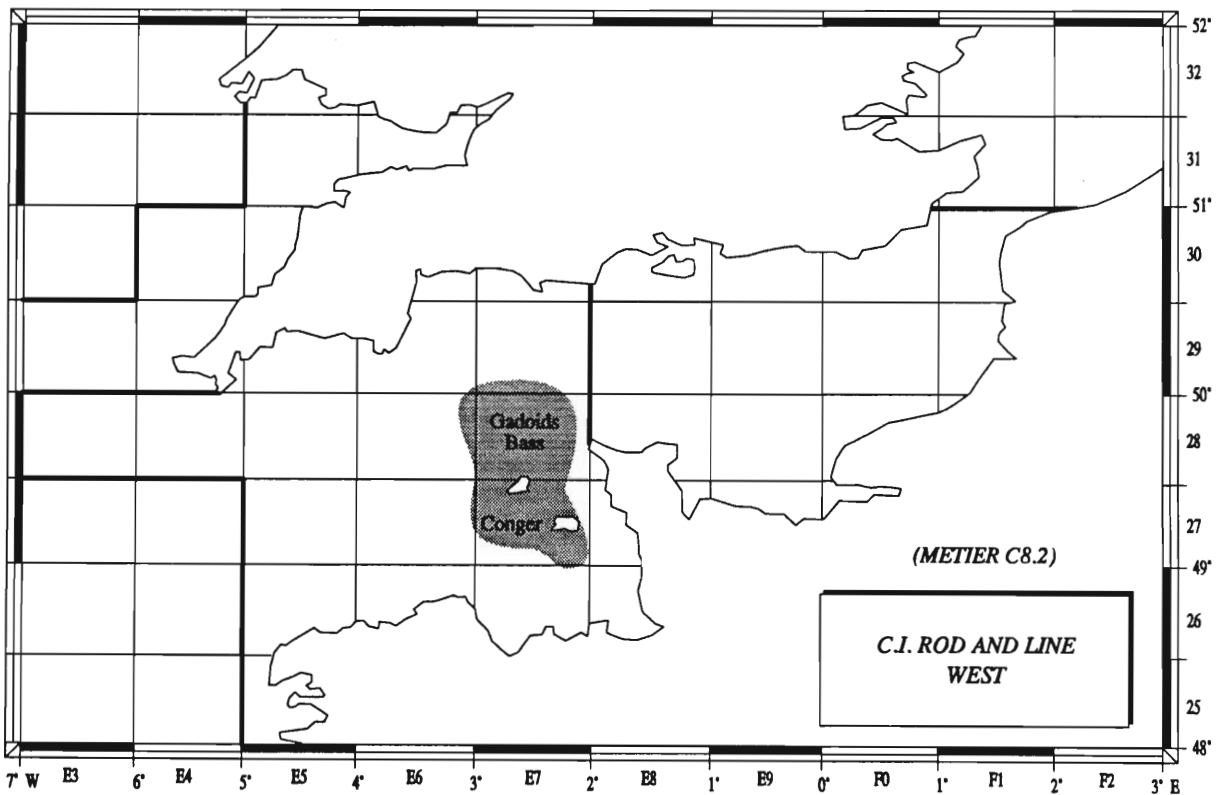 52°
32
31
51°
30
29
50°
Gadoids
Bass
28
Conger
27
(METIER C8.2)
49°
26
C.I. ROD AND LINE
WEST
25
48°
7° W E3 6° E4 5° E5 4° E6 3° E7 2° E8 1° E9 0° F0 1° F1 2° F2 3° E